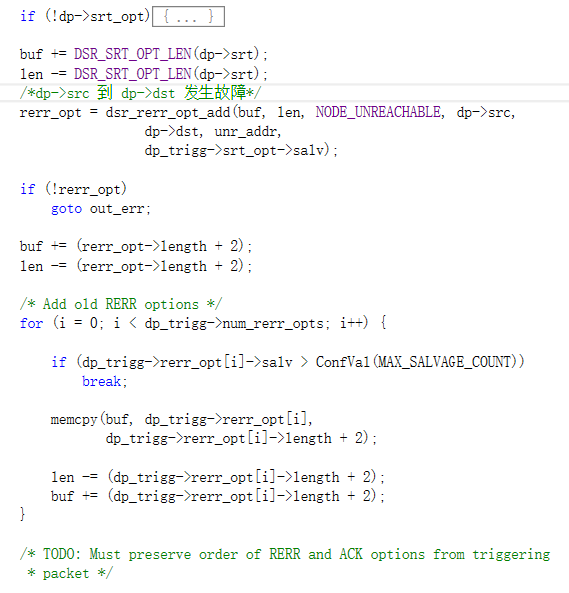 if (!dp->srt_opt){ ... }
buf += DSR_SRT_OPT_LEN(dp->srt);
len -= DSR_SRT_OPT_LEN(dp->srt);
/*dp->src 到 dp->dst 发生故障*/
rerr_opt = dsr_rerr_opt_add(buf, len, NODE_UNREACHABLE, dp->src,
dp->dst, unr_addr,
dp_trigg->srt_opt->salv);
if (!rerr_opt)
goto out_err;
buf += (rerr_opt->length + 2);
len -= (rerr_opt->length + 2);
/* Add old RERR options */
for (i = 0; i < dp_trigg->num_rerr_opts; i++) {
if (dp_trigg->rerr_opt[i]->salv > ConfVal(MAX_SALVAGE_COUNT))
break;
memcpy(buf, dp_trigg->rerr_opt[i],
dp_trigg->rerr_opt[i]->length + 2);
len -= (dp_trigg->rerr_opt[i]->length + 2);
buf += (dp_trigg->rerr_opt[i]->length + 2);
}
/* TODO: Must preserve order of RERR and ACK options from triggering
* packet */